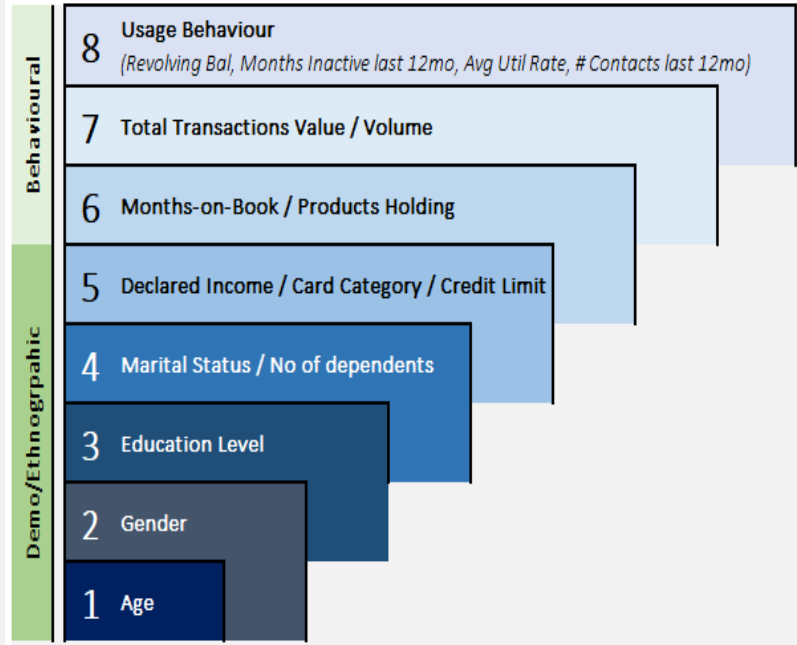 Behavioural
8 Usage Behaviour
(Revolving Bal, Months Inactive last 12mo, Avg Util Rate, # Contacts last 12mo)
7 Total Transactions Value / Volume
6 Months-on-Book / Products Holding
Demo/Ethnogrpahic
5 Declared Income / Card Category / Credit Limit
4 Marital Status / No of dependents
3 Education Level
2 Gender
1 Age